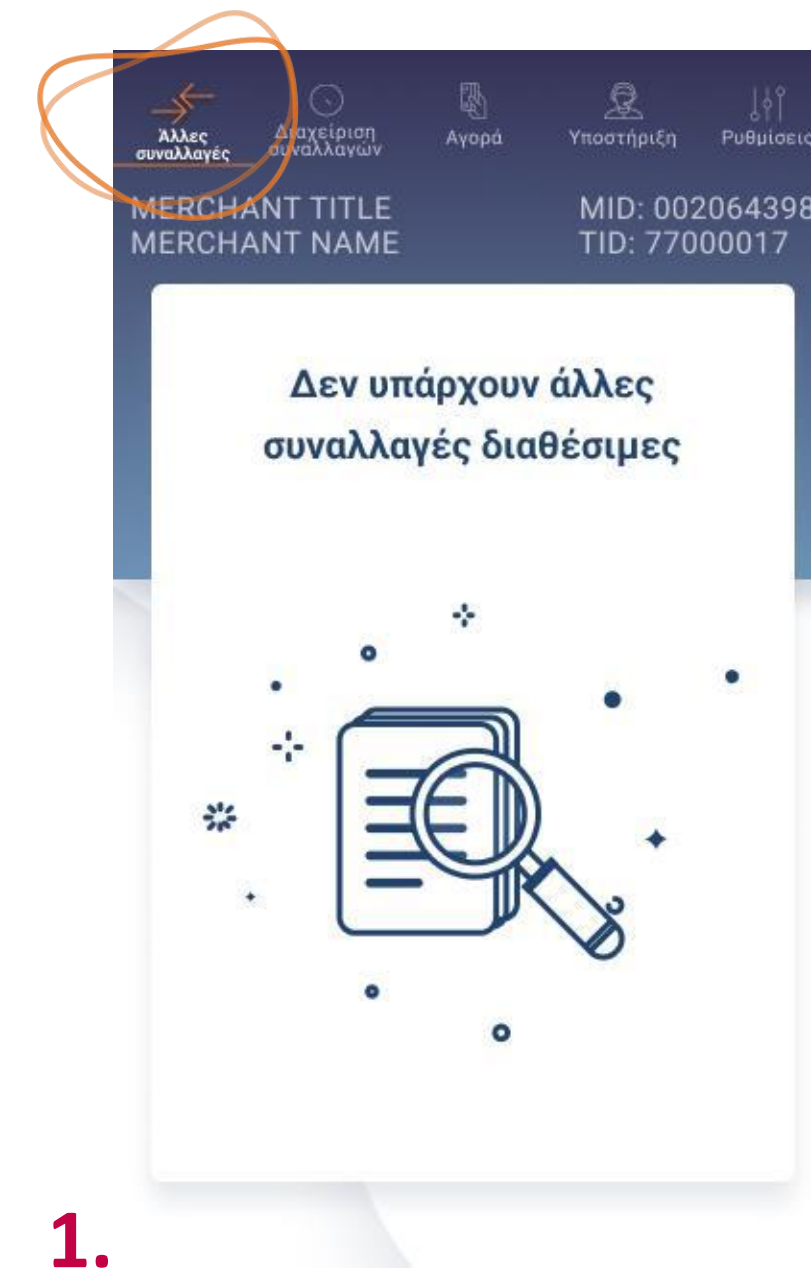 Άλλες
συναλλαγές
Διαχείριση
συναλλαγών
Αγορά
Υποστήριξη
Ρυθμίσεις
MERCHANT TITLE MID: 002064398
MERCHANT NAME TID: 77000017
Δεν υπάρχουν άλλες
συναλλαγές διαθέσιμες
1.